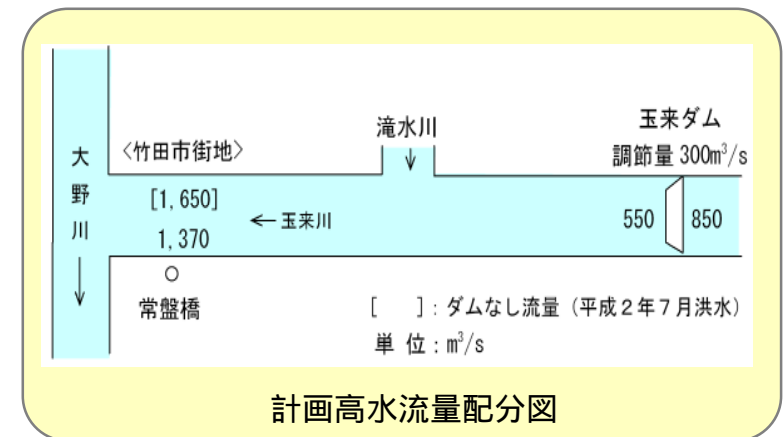 大野川
↓
〈竹田市街地〉
[1,650]
1,370
○
常盤橋
← 玉来川
滝水川
↓
玉来ダム
調節量 300m³/s
550
850
[ ]：ダムなし流量（平成２年７月洪水）
単 位：m³/s
計画高水流量配分図